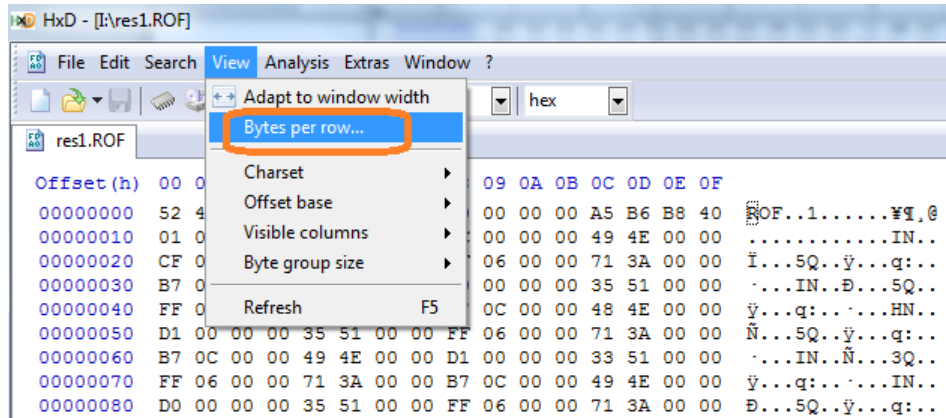 HxD - [I:\res1.ROF]
File Edit Search View Analysis Extras Window ?
Adapt to window width
hex
Bytes per row...
res1.ROF
Charset
Offset base
Visible columns
Byte group size
Refresh F5
Offset(h) 00 09 0A 0B 0C 0D 0E 0F
00000000 52 00 00 00 A5 B6 B8 40 ROF..1......¥¶¸@
00000010 01 00 00 00 49 4E 00 00 ............IN..
00000020 CF 06 00 00 71 3A 00 00 Ï...5Q..ÿ...q:..
00000030 B7 00 00 00 35 51 00 00 ·...IN..Ð...5Q..
00000040 FF 0C 00 00 48 4E 00 00 ÿ...q:..·...HN..
00000050 D1 00 00 00 35 51 00 00 FF 06 00 00 71 3A 00 00 Ñ...5Q..ÿ...q:..
00000060 B7 0C 00 00 49 4E 00 00 D1 00 00 00 33 51 00 00 ·...IN..Ñ...3Q..
00000070 FF 06 00 00 71 3A 00 00 B7 0C 00 00 49 4E 00 00 ÿ...q:..·...IN..
00000080 D0 00 00 00 35 51 00 00 FF 06 00 00 71 3A 00 00 Ð...5Q..ÿ...q:..